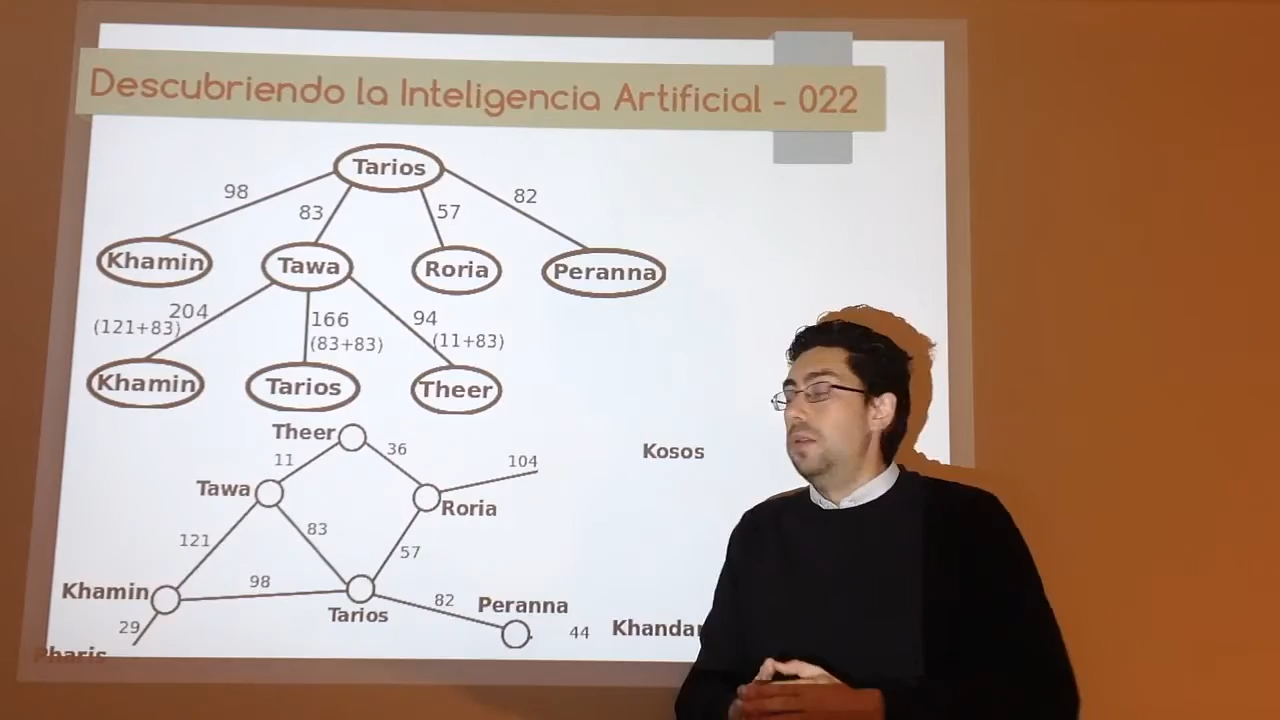 Descubriendo la Inteligencia Artificial - 022
Tarios
98
83
57
82
Khamin
Tawa
Roria
Peranna
204
(121+83)
166
(83+83)
94
(11+83)
Khamin
Tarios
Theer
Theer
11
36
104
Kosos
Tawa
Roria
121
83
57
Khamin
98
Tarios
82
Peranna
29
44
Khandar
Pharis